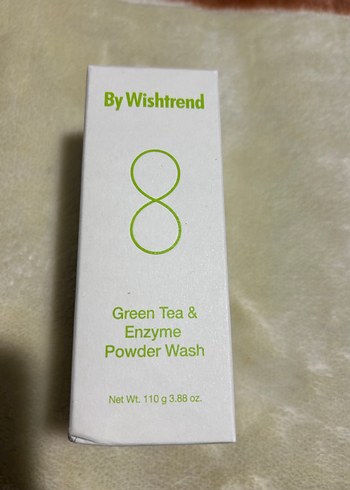 By Wishtrend
8
Green Tea &
Enzyme
Powder Wash
Net Wt. 110 g 3.88 oz.